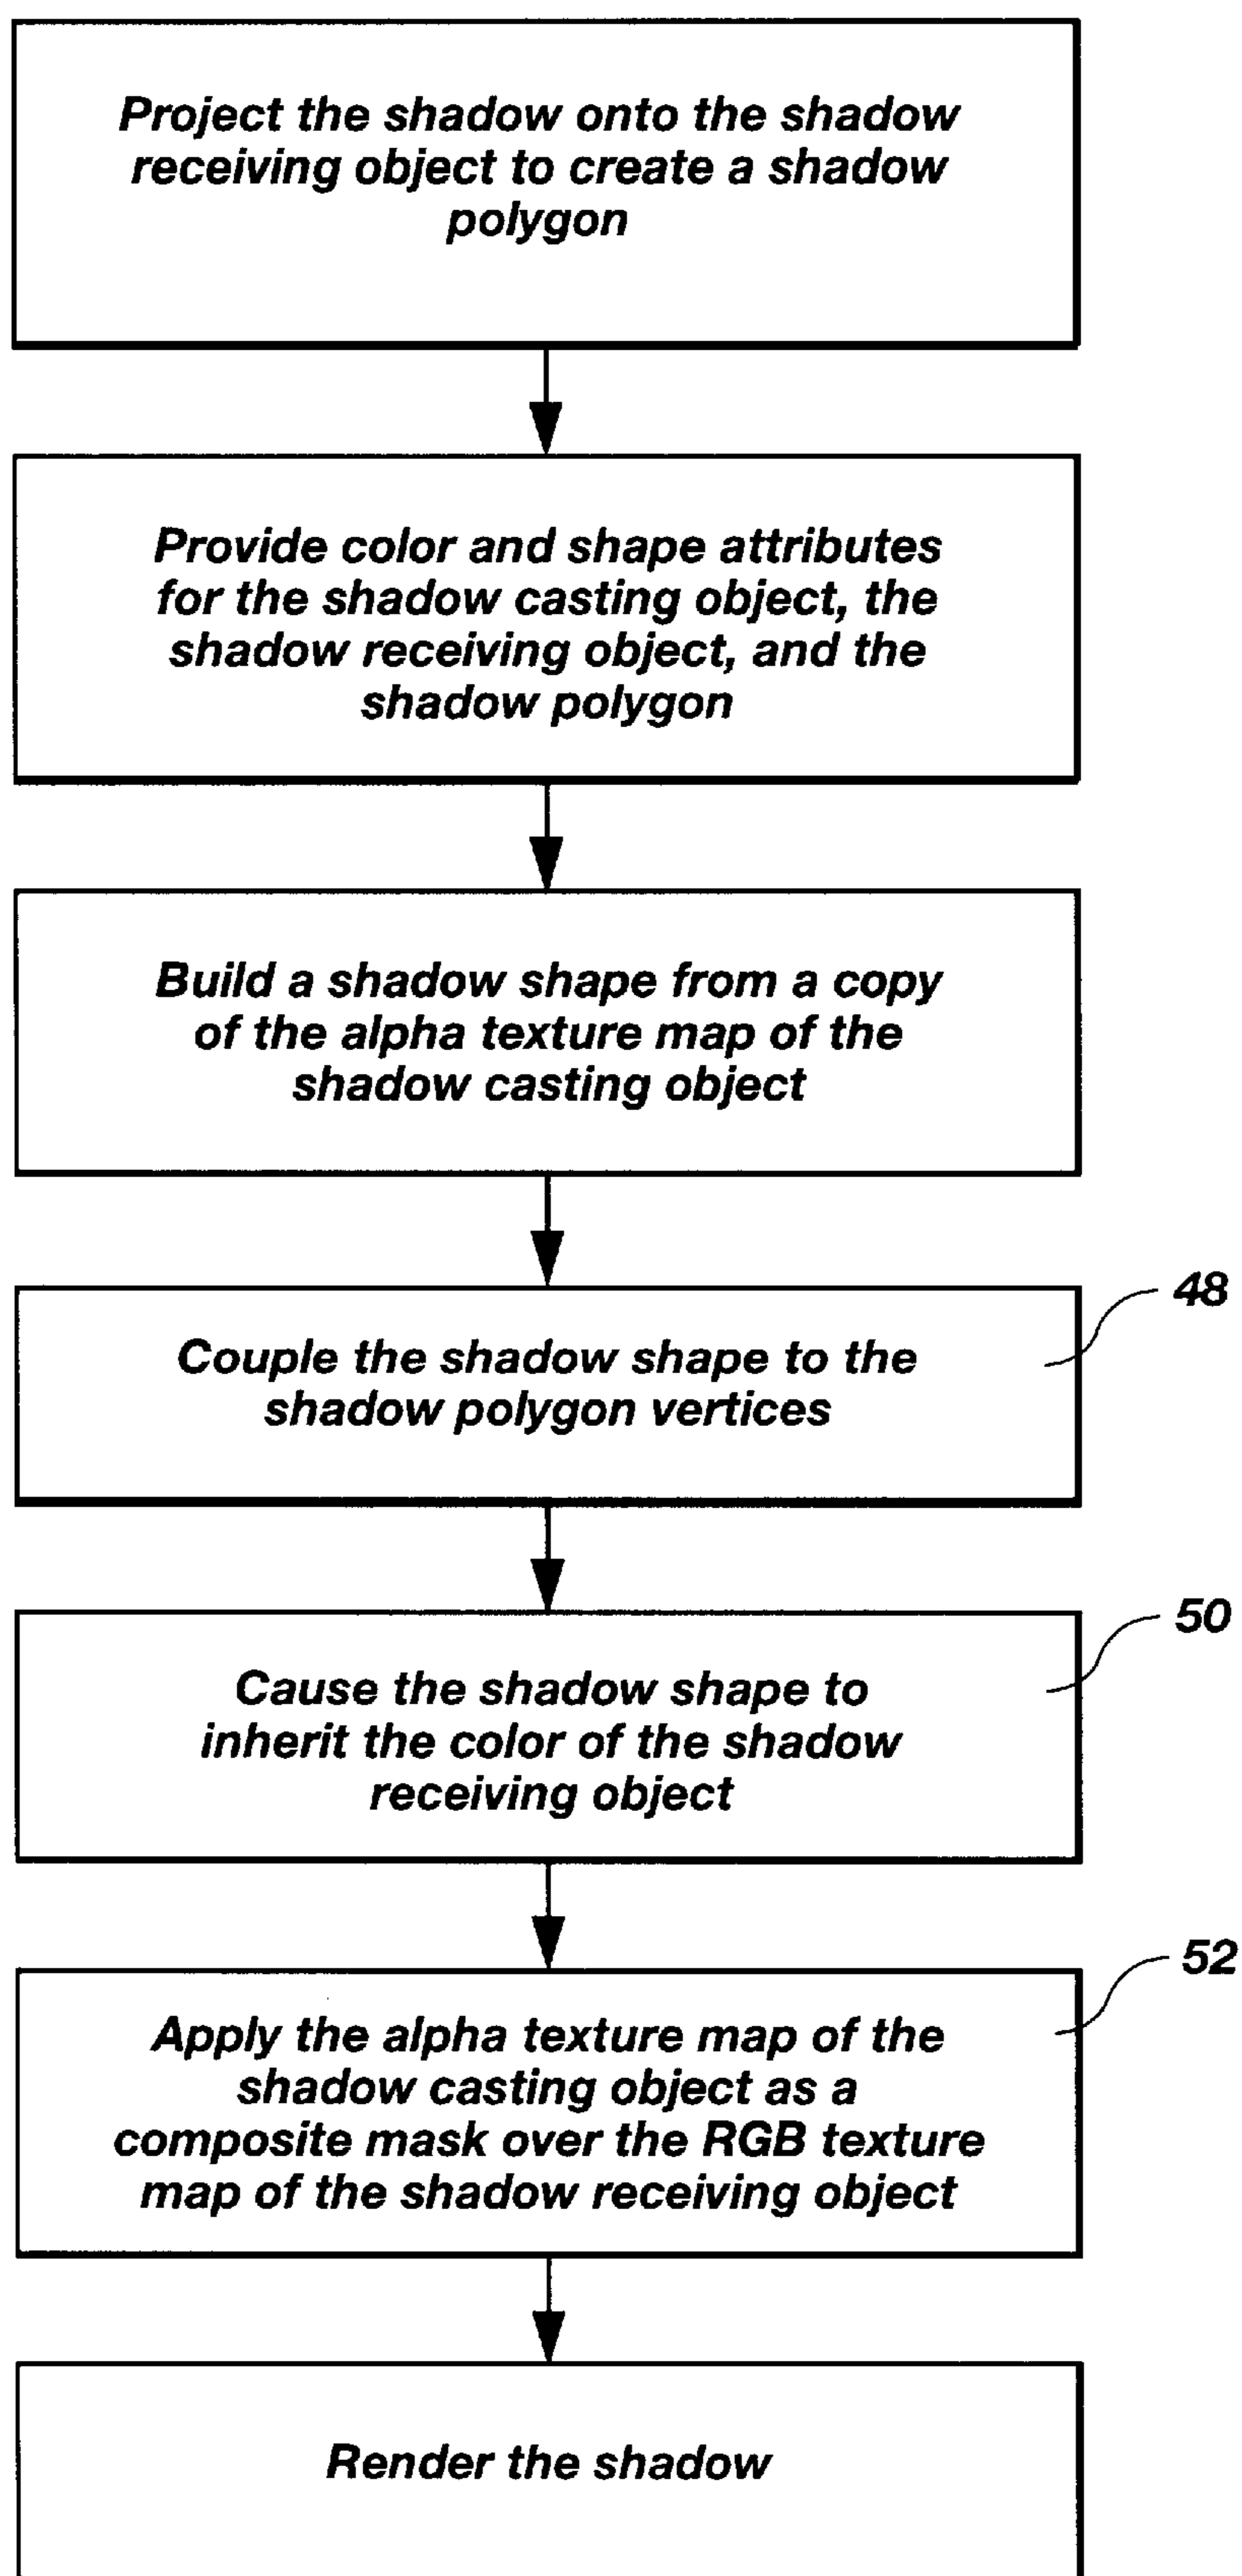 Project the shadow onto the shadow
receiving object to create a shadow
polygon
Provide color and shape attributes
for the shadow casting object, the
shadow receiving object, and the
shadow polygon
Build a shadow shape from a copy
of the alpha texture map of the
shadow casting object
48
Couple the shadow shape to the
shadow polygon vertices
50
Cause the shadow shape to
inherit the color of the shadow
receiving object
52
Apply the alpha texture map of the
shadow casting object as a
composite mask over the RGB texture
map of the shadow receiving object
Render the shadow